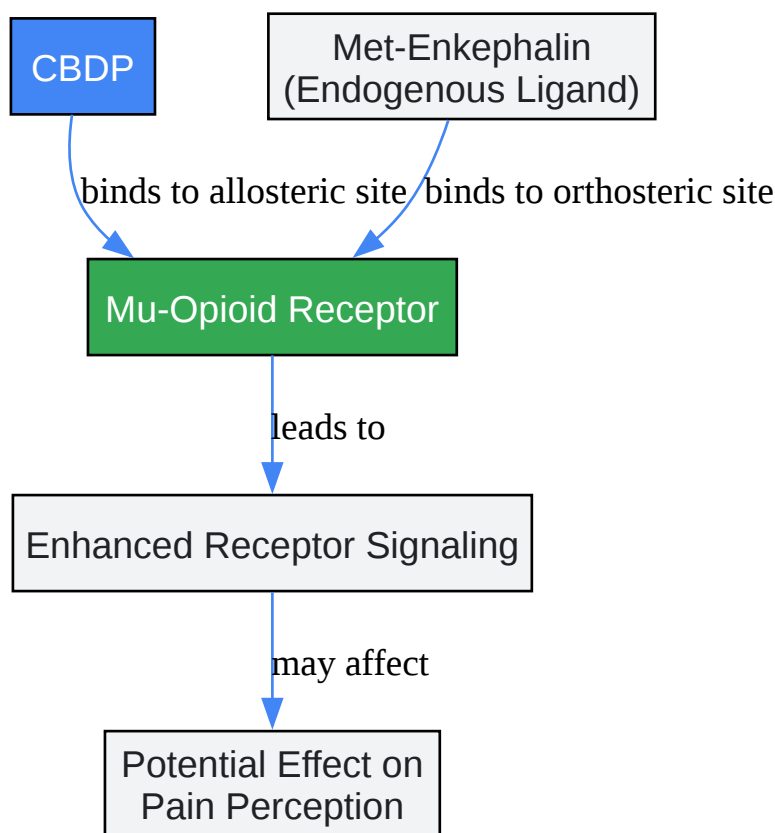 CBDP
Met-Enkephalin
(Endogenous Ligand)
binds to allosteric site
binds to orthosteric site
Mu-Opioid Receptor
leads to
Enhanced Receptor Signaling
may affect
Potential Effect on
Pain Perception